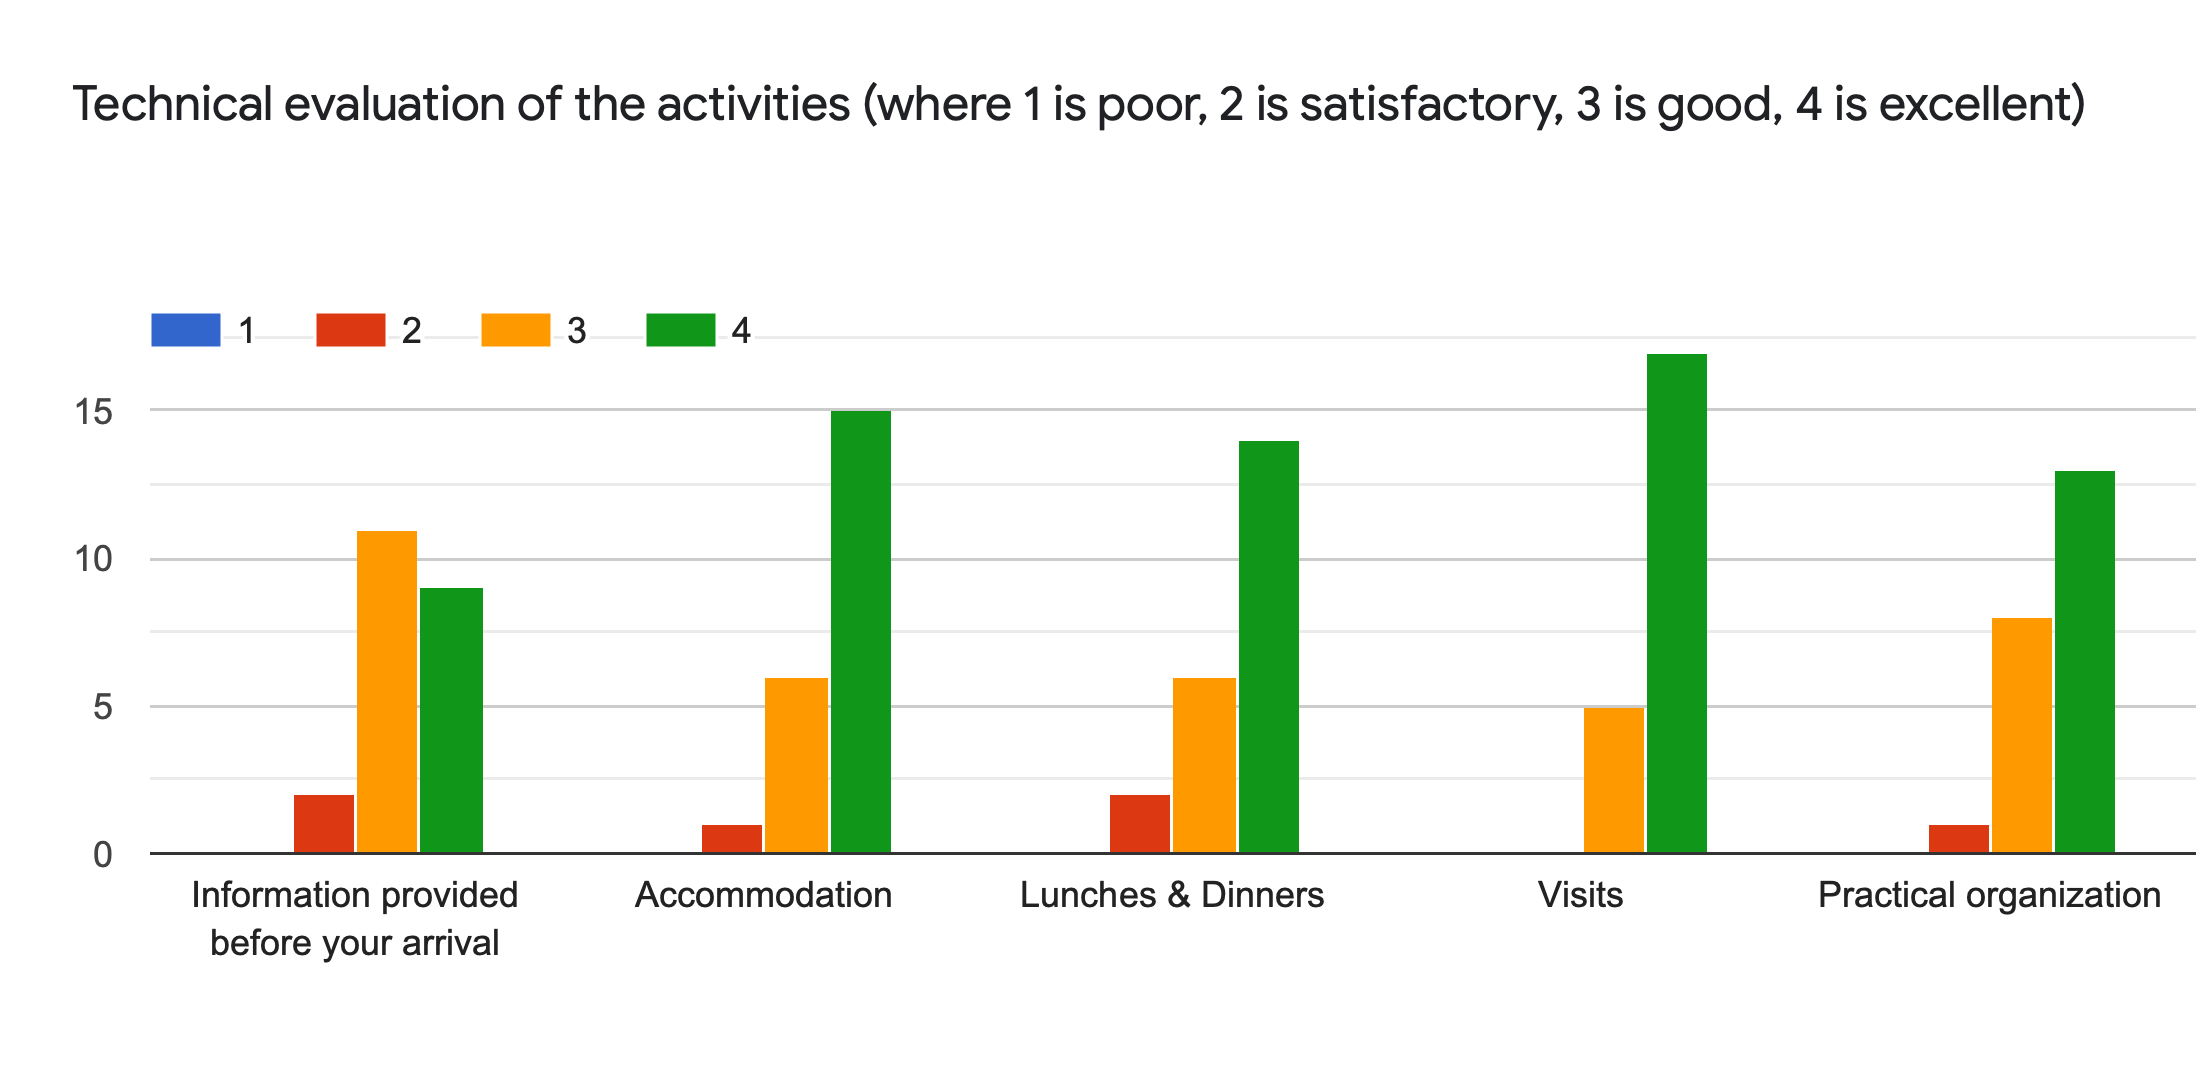 Technical evaluation of the activities (where 1 is poor, 2 is satisfactory, 3 is good, 4 is excellent)
1 2 3 4
15
10
5
0
Information provided before your arrival
Accommodation
Lunches & Dinners
Visits
Practical organization